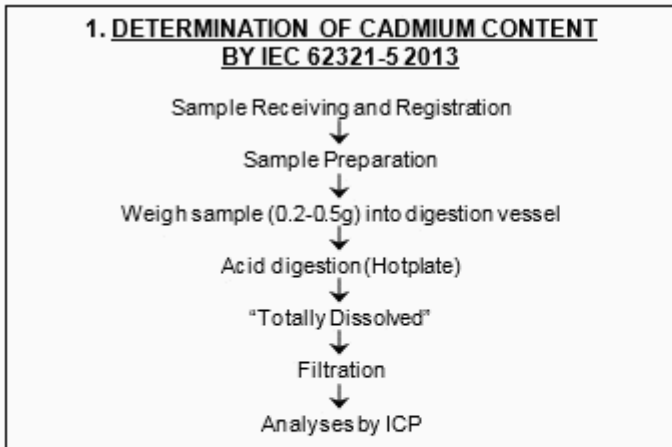 1. DETERMINATION OF CADMIUM CONTENT
BY IEC 62321-5 2013
Sample Receiving and Registration
Sample Preparation
Weigh sample (0.2-0.5g) into digestion vessel
Acid digestion (Hotplate)
“Totally Dissolved”
Filtration
Analyses by ICP